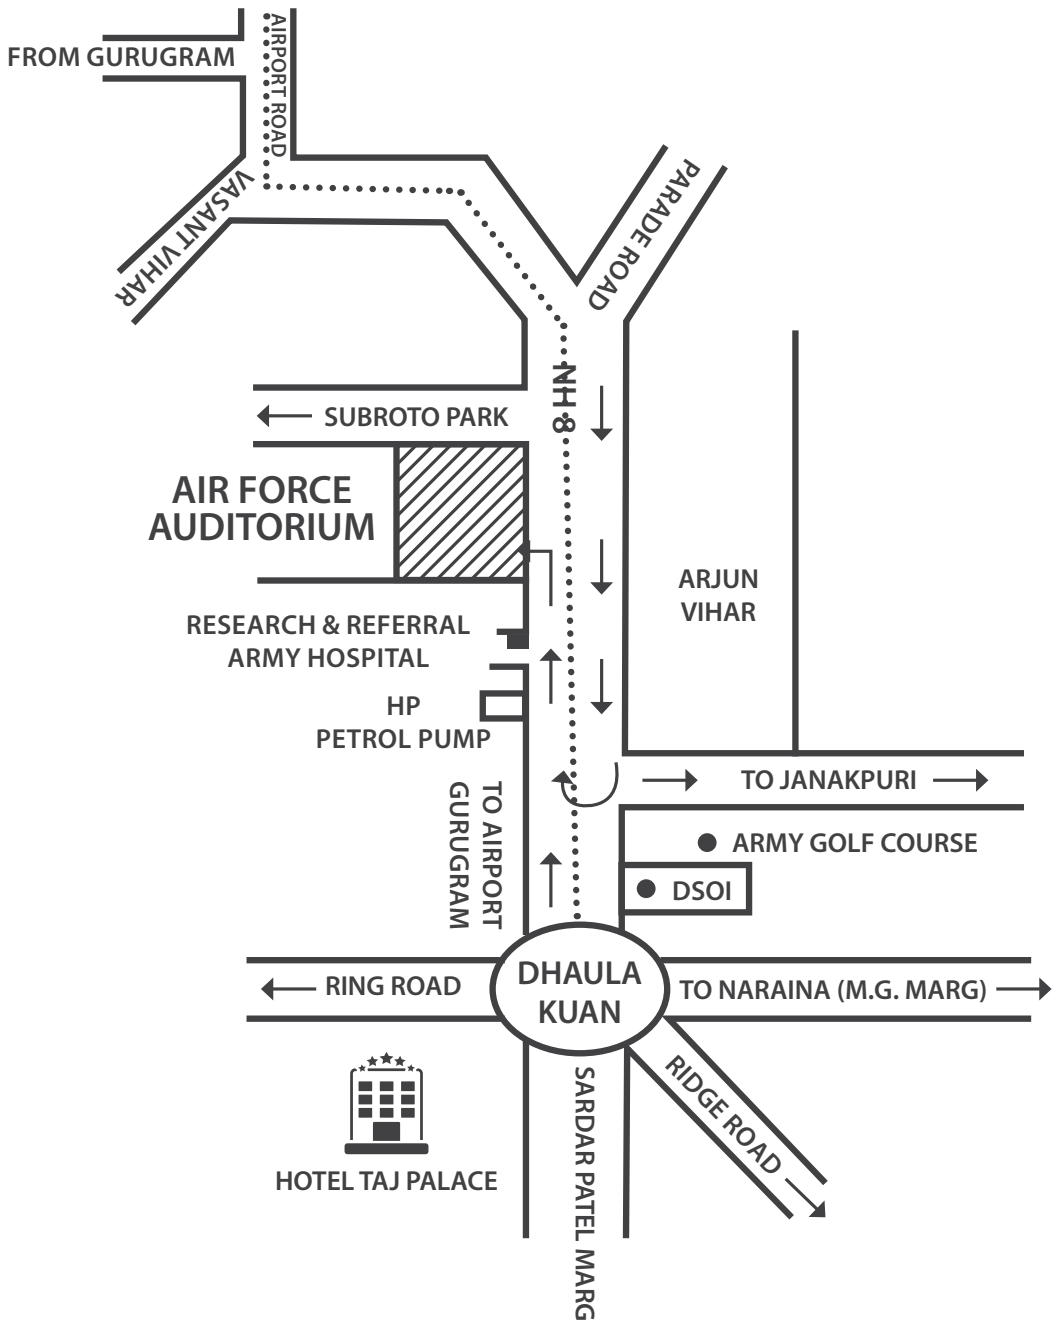 FROM GURUGRAM
AIRPORT ROAD
VASANT VIHAR
PARADE ROAD
NH 8
SUBROTO PARK
AIR FORCE
AUDITORIUM
ARJUN
VIHAR
RESEARCH & REFERRAL
ARMY HOSPITAL
HP
PETROL PUMP
TO JANAKPURI
TO AIRPORT
GURUGRAM
ARMY GOLF COURSE
DSOI
DHAULA
KUAN
RING ROAD
TO NARAINA (M.G. MARG)
RIDGE ROAD
SARDAR PATEL MARG
HOTEL TAJ PALACE